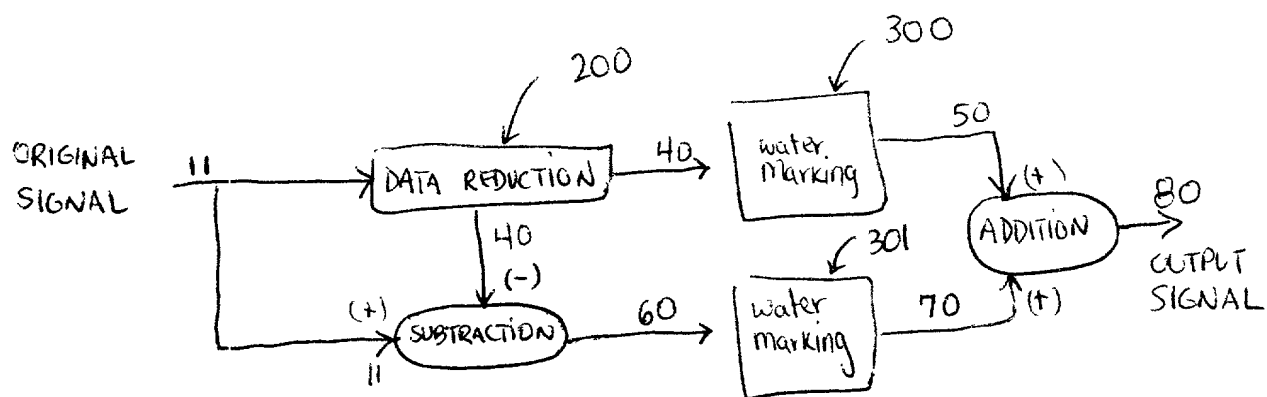 200
300
ORIGINAL
SIGNAL
11
DATA REDUCTION
40
water
Marking
50
(+)
ADDITION
80
OUTPUT
SIGNAL
40
(-)
(+)
11
SUBTRACTION
60
301
water
marking
70
(+)